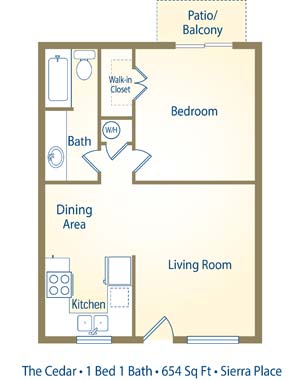 Patio/
Balcony
Walk-in
Closet
Bedroom
W/H
Bath
Dining
Area
Living Room
Kitchen
The Cedar • 1 Bed 1 Bath • 654 Sq Ft • Sierra Place